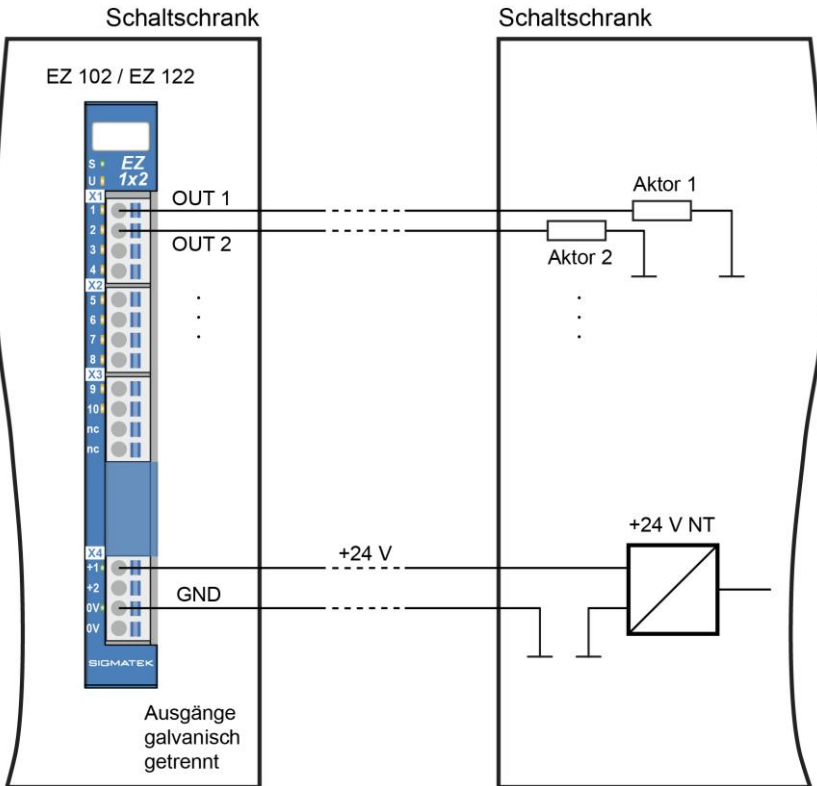 Schaltschrank
Schaltschrank
EZ 102 / EZ 122
S
EZ
U
1x2
X1
1
2
3
4
X2
5
6
7
8
X3
9
10
nc
nc
X4
+1
+2
0V
0V
SIGMATEK
OUT 1
OUT 2
Aktor 1
Aktor 2
+24 V
GND
+24 V NT
Ausgänge
galvanisch
getrennt